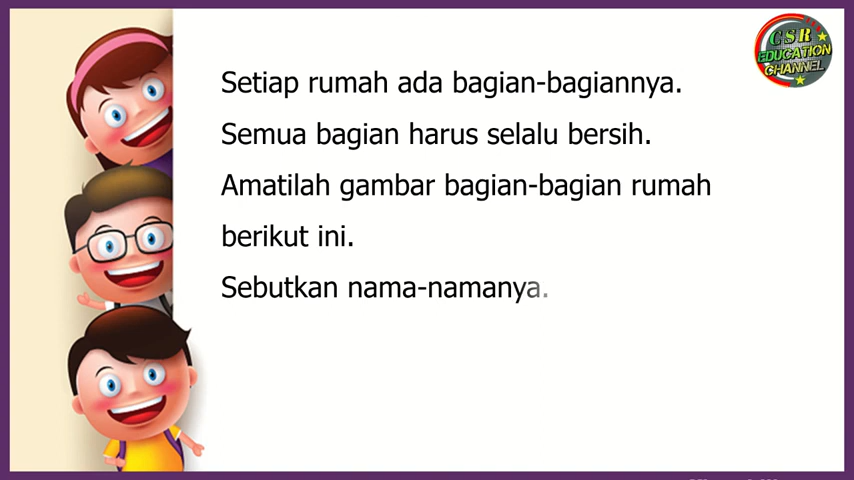 CSR
EDUCATION
CHANNEL
Setiap rumah ada bagian-bagiannya.
Semua bagian harus selalu bersih.
Amatilah gambar bagian-bagian rumah
berikut ini.
Sebutkan nama-namanya.